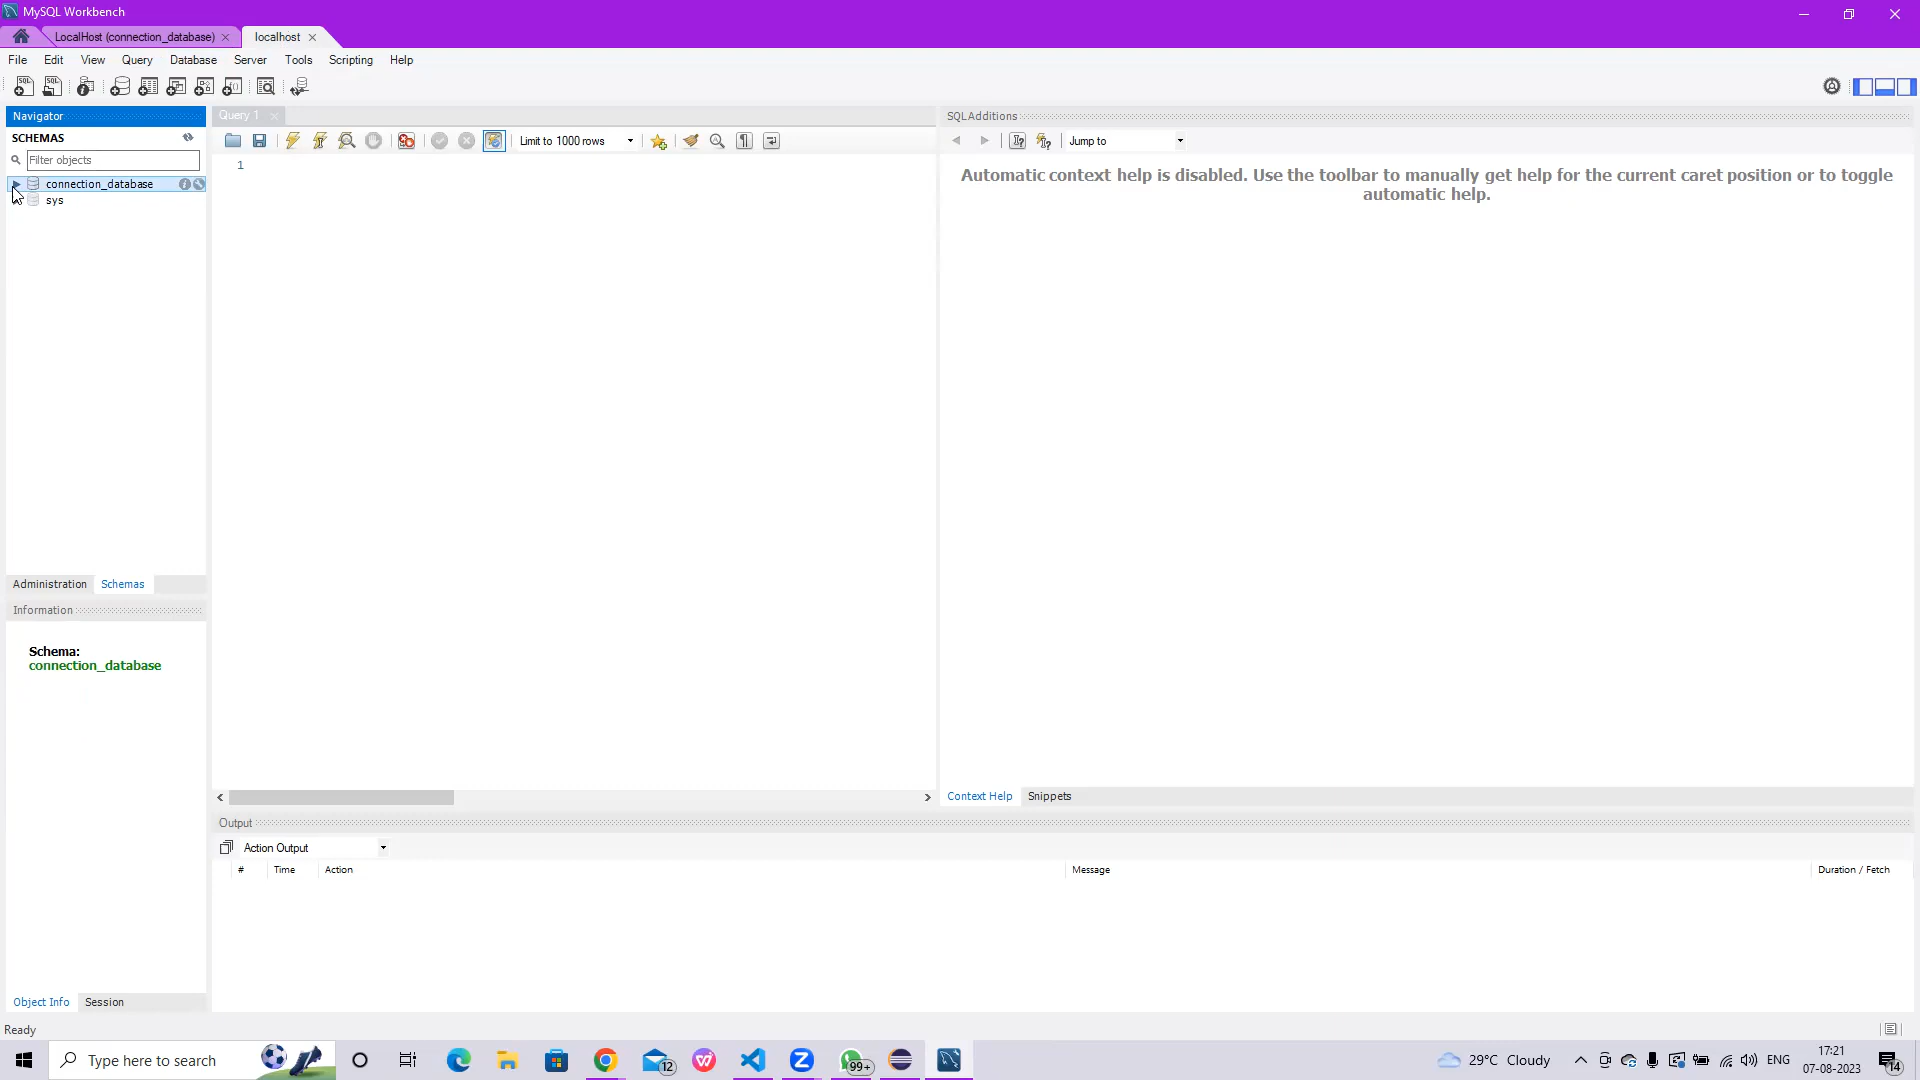 MySQL Workbench
LocalHost (connection_database)
localhost
File Edit View Query Database Server Tools Scripting Help
Navigator
SCHEMAS
Filter objects
connection_database
sys
Administration Schemas
Information
Schema:
connection_database
Object Info Session
Query 1
Limit to 1000 rows
1
SQLAdditions
Jump to
Automatic context help is disabled. Use the toolbar to manually get help for the current caret position or to toggle
automatic help.
Context Help Snippets
Output
Action Output
# Time Action Message Duration / Fetch
Ready
Type here to search
12
99+
29°C Cloudy
ENG
17:21
07-08-2023
14